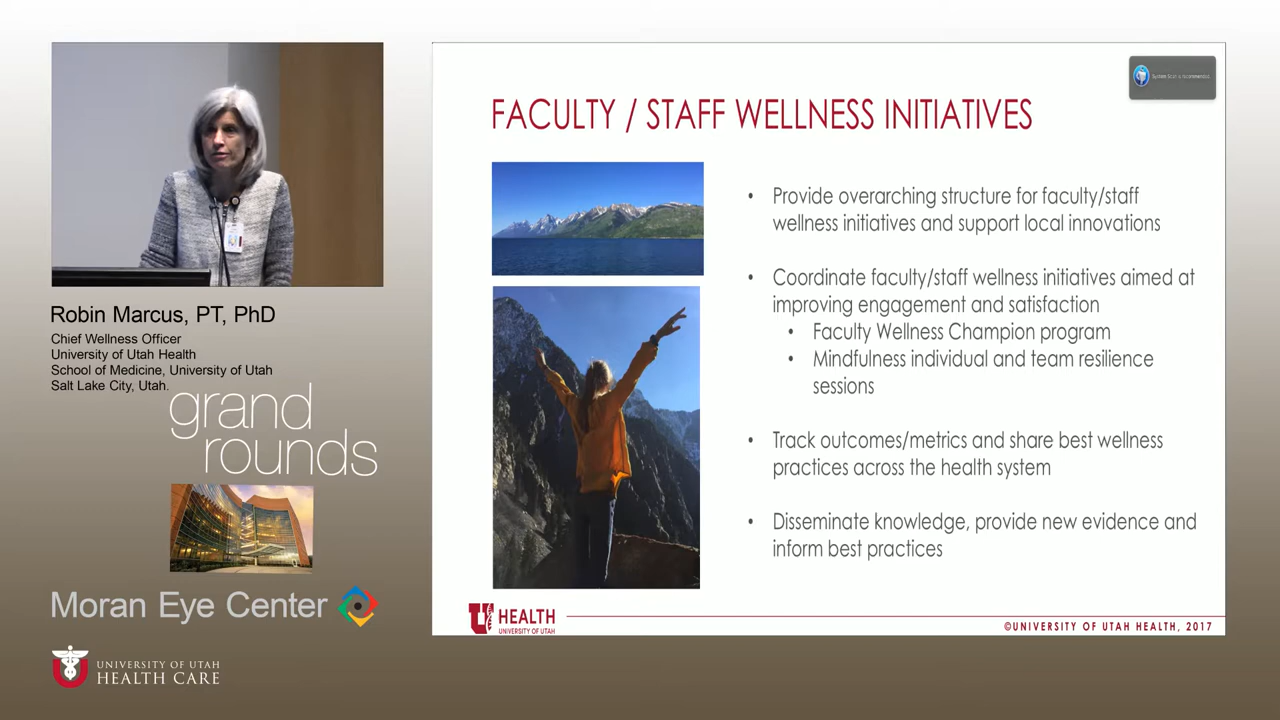 Robin Marcus, PT, PhD
Chief Wellness Officer
University of Utah Health
School of Medicine, University of Utah
Salt Lake City, Utah.
grand
rounds
Moran Eye Center
UNIVERSITY OF UTAH
HEALTH CARE
System Scan is recommended.
FACULTY / STAFF WELLNESS INITIATIVES
• Provide overarching structure for faculty/staff
wellness initiatives and support local innovations
• Coordinate faculty/staff wellness initiatives aimed at
improving engagement and satisfaction
• Faculty Wellness Champion program
• Mindfulness individual and team resilience
sessions
• Track outcomes/metrics and share best wellness
practices across the health system
• Disseminate knowledge, provide new evidence and
inform best practices
U HEALTH
UNIVERSITY OF UTAH
©UNIVERSITY OF UTAH HEALTH, 2017